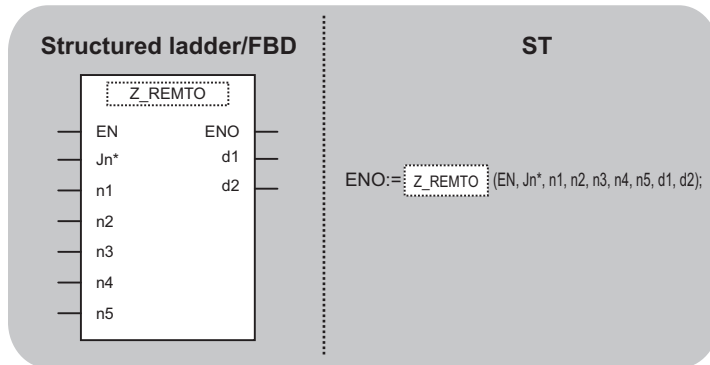 Structured ladder/FBD
ST
Z_REMTO
EN ENO
Jn* d1
n1 d2
n2
n3
n4
n5
ENO:= Z_REMTO (EN, Jn*, n1, n2, n3, n4, n5, d1, d2);